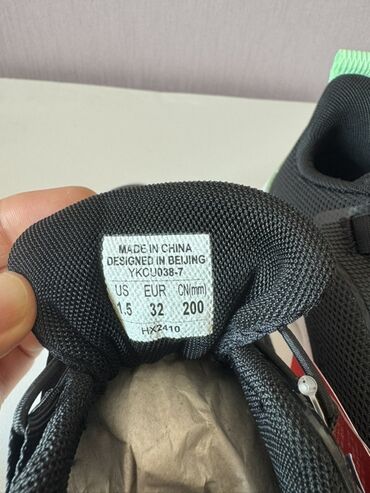 MADE IN CHINA
DESIGNED IN BEIJING
YKCU038-7
US EUR CN(mm)
1.5 32 200
HX2410